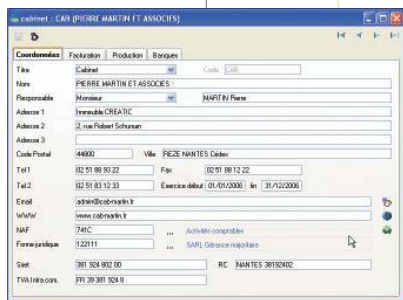 cabinet : CAB (PIERRE MARTIN ET ASSOCIES)
Coordonnées Facturation Production Banques
Titre Cabinet Code CAB
Nom PIERRE MARTIN ET ASSOCIES
Responsable Monsieur MARTIN Pierre
Adresse 1 Immeuble CREATIC
Adresse 2 2, rue Robert Schuman
Adresse 3
Code Postal 44800 Ville REZE NANTES Cédex
Tel 1 02 51 88 93 22 Fax 02 51 88 12 22
Tel 2 02 51 83 12 33 Exercice début 01/01/2006 fin 31/12/2006
Email admin@cab-martin.fr
WWW www.cab-martin.fr
NAF 741C ... Activités comptables
Forme juridique 122111 ... SARL Gérance majoritaire
Siret 381 924 802 00 RC NANTES 38192402
TVA Intra com. FR 39 381 924 8